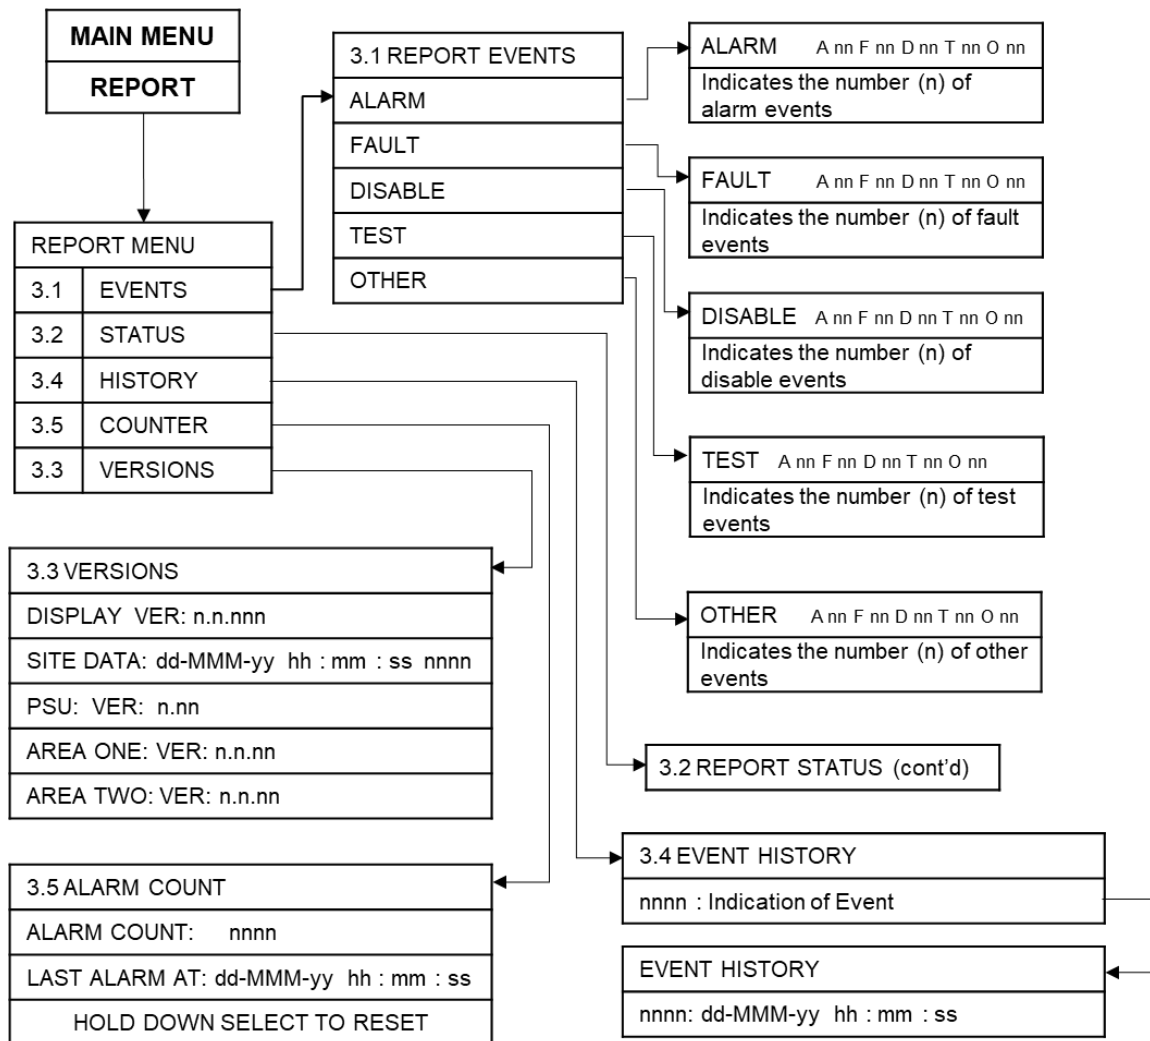 MAIN MENU
REPORT
REPORT MENU
3.1 EVENTS
3.2 STATUS
3.4 HISTORY
3.5 COUNTER
3.3 VERSIONS
3.1 REPORT EVENTS
ALARM
FAULT
DISABLE
TEST
OTHER
ALARM A nn F nn D nn T nn O nn
Indicates the number (n) of
alarm events
FAULT A nn F nn D nn T nn O nn
Indicates the number (n) of fault
events
DISABLE A nn F nn D nn T nn O nn
Indicates the number (n) of
disable events
TEST A nn F nn D nn T nn O nn
Indicates the number (n) of test
events
OTHER A nn F nn D nn T nn O nn
Indicates the number (n) of other
events
3.3 VERSIONS
DISPLAY VER: n.n.nnn
SITE DATA: dd-MMM-yy hh : mm : ss nnnn
PSU: VER: n.nn
AREA ONE: VER: n.n.nn
AREA TWO: VER: n.n.nn
3.2 REPORT STATUS (cont’d)
3.5 ALARM COUNT
ALARM COUNT: nnnn
LAST ALARM AT: dd-MMM-yy hh : mm : ss
HOLD DOWN SELECT TO RESET
3.4 EVENT HISTORY
nnnn : Indication of Event
EVENT HISTORY
nnnn: dd-MMM-yy hh : mm : ss